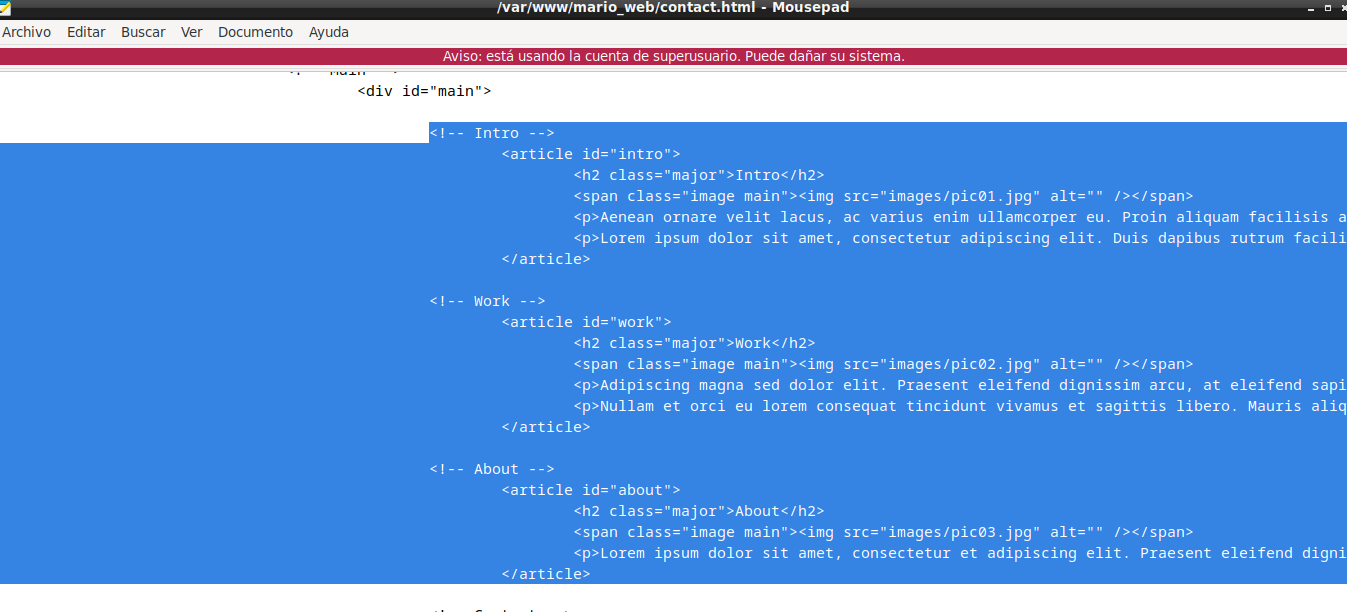 /var/www/mario_web/contact.html - Mousepad
Archivo Editar Buscar Ver Documento Ayuda
Aviso: está usando la cuenta de superusuario. Puede dañar su sistema.
<div id="main">
<!-- Intro -->
<article id="intro">
<h2 class="major">Intro</h2>
<span class="image main"><img src="images/pic01.jpg" alt="" /></span>
<p>Aenean ornare velit lacus, ac varius enim ullamcorper eu. Proin aliquam facilisis a
<p>Lorem ipsum dolor sit amet, consectetur adipiscing elit. Duis dapibus rutrum facili
</article>
<!-- Work -->
<article id="work">
<h2 class="major">Work</h2>
<span class="image main"><img src="images/pic02.jpg" alt="" /></span>
<p>Adipiscing magna sed dolor elit. Praesent eleifend dignissim arcu, at eleifend sapi
<p>Nullam et orci eu lorem consequat tincidunt vivamus et sagittis libero. Mauris aliq
</article>
<!-- About -->
<article id="about">
<h2 class="major">About</h2>
<span class="image main"><img src="images/pic03.jpg" alt="" /></span>
<p>Lorem ipsum dolor sit amet, consectetur et adipiscing elit. Praesent eleifend digni
</article>